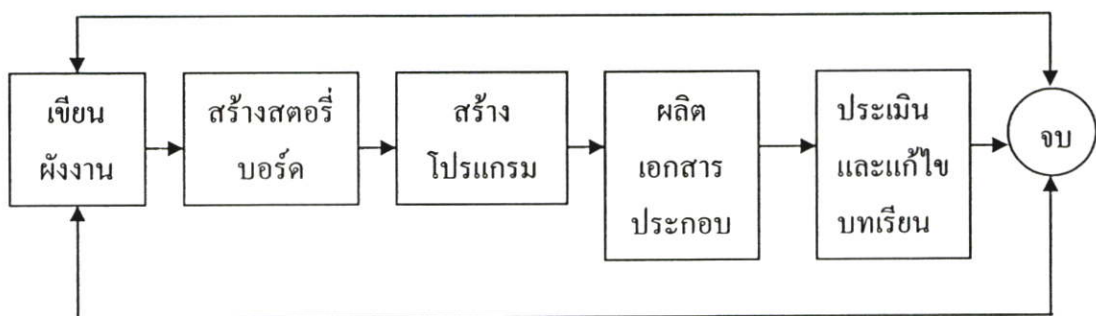 เขียน
ผังงาน
สร้างสตอรี่
บอร์ด
สร้าง
โปรแกรม
ผลิต
เอกสาร
ประกอบ
ประเมิน
และแก้ไข
บทเรียน
จบ